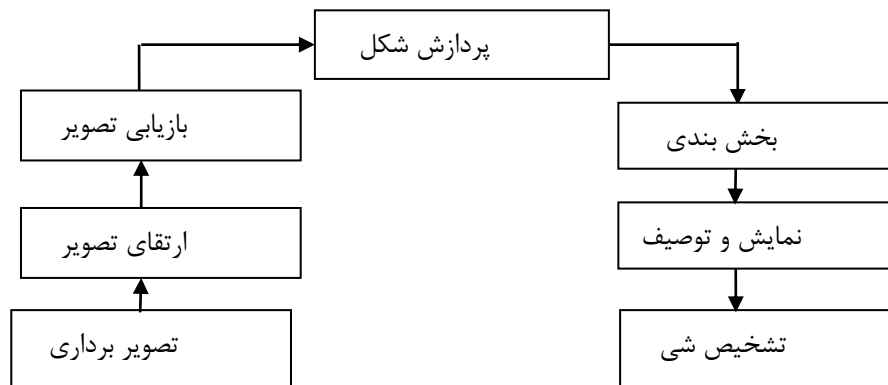 پردازش شکل
بازیابی تصویر
بخش بندی
ارتقای تصویر
نمایش و توصیف
تصویر برداری
تشخیص شی